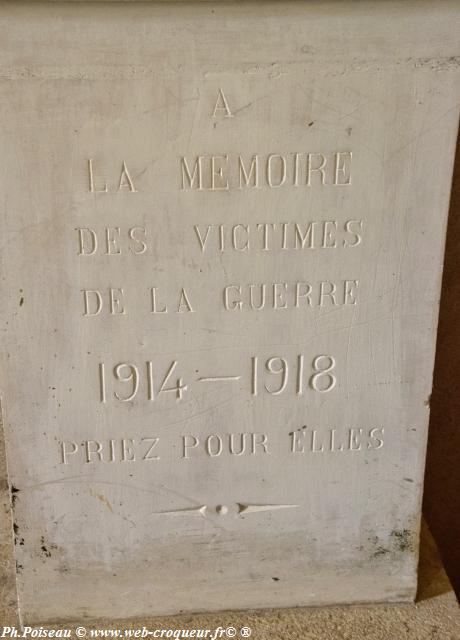 A
LA MEMOIRE
DES VICTIMES
DE LA GUERRE
1914-1918
PRIEZ POUR ELLES
Ph.Poiseau © www-web-croqueur.fr©®